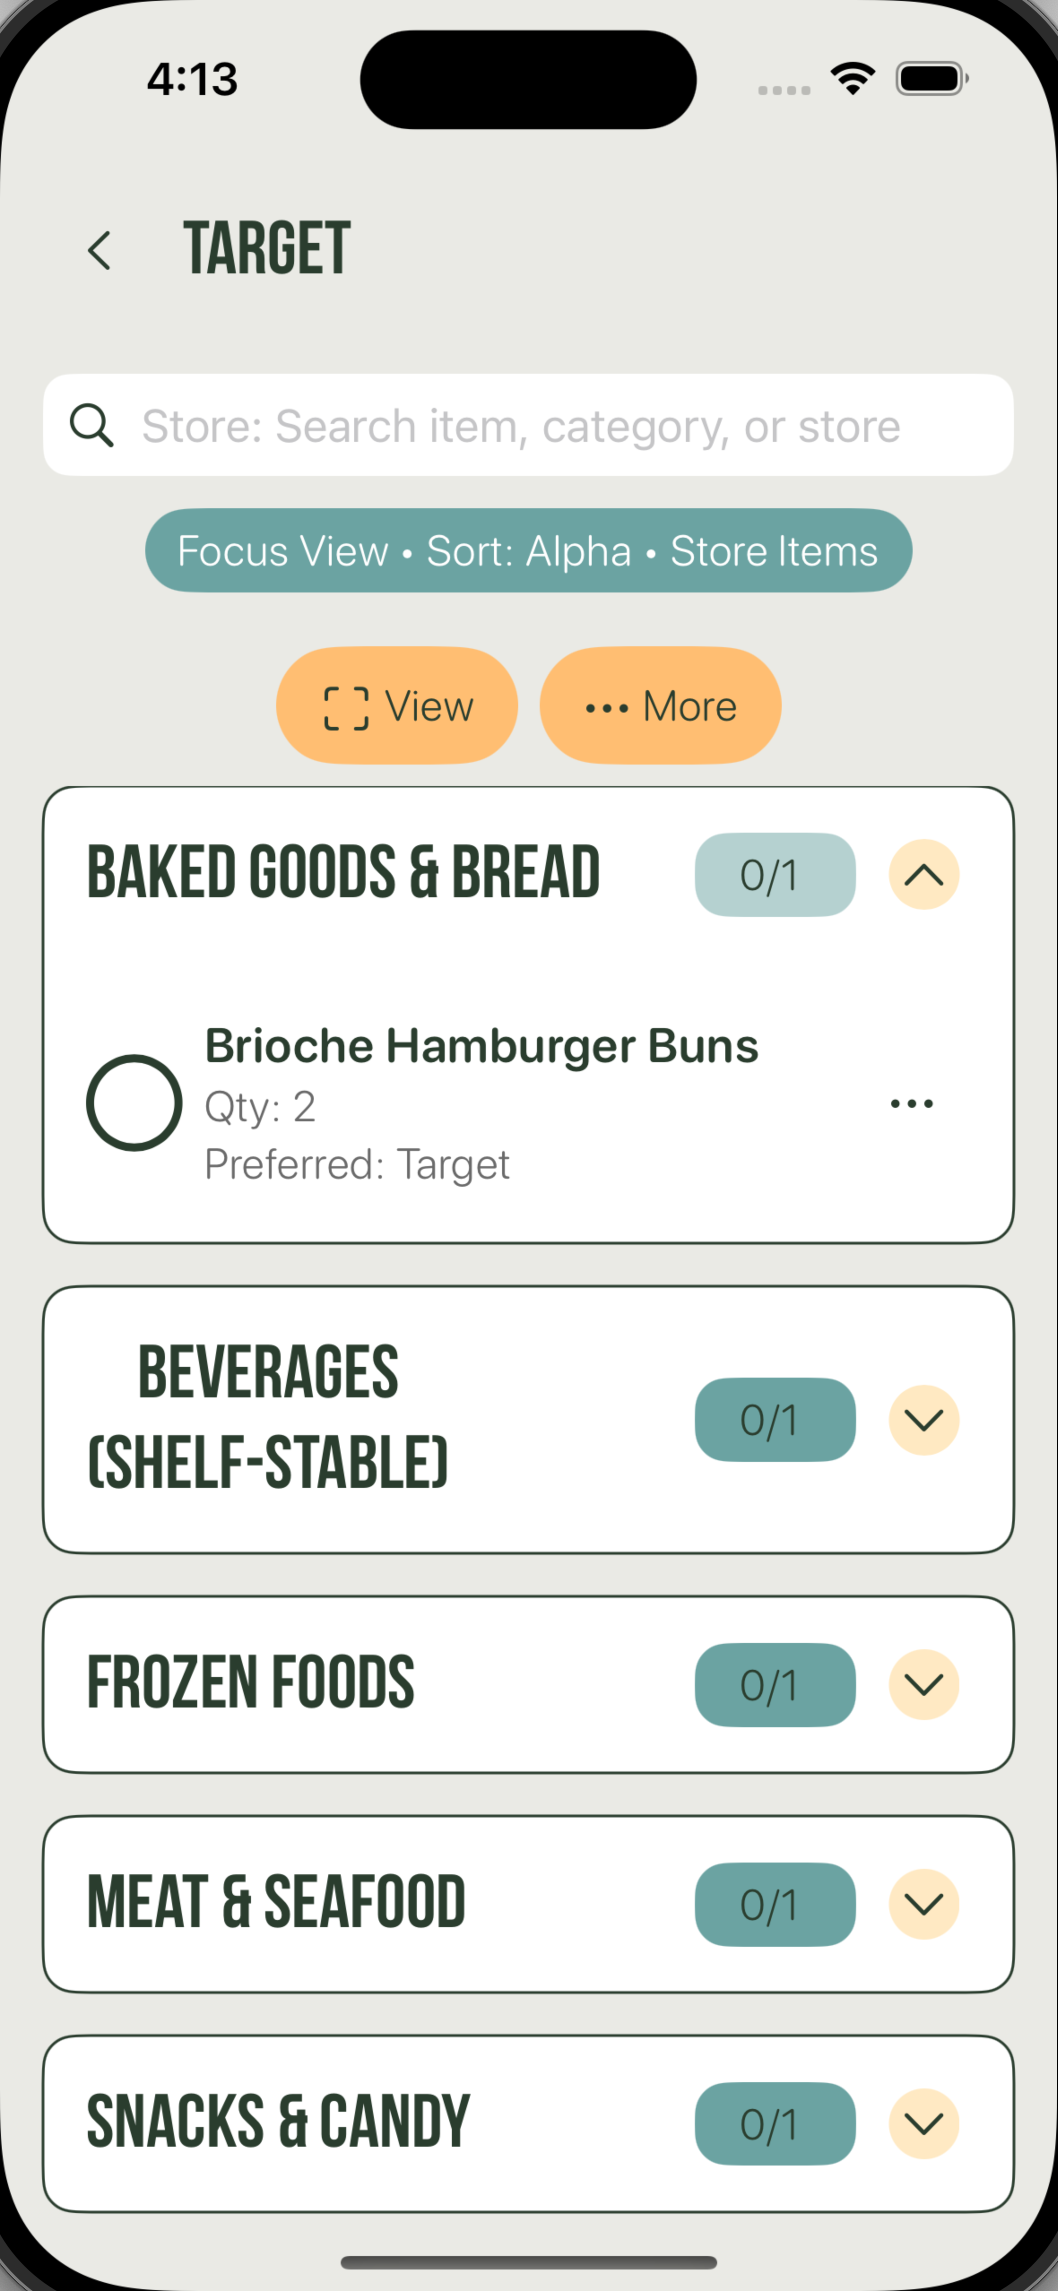 4:13
TARGET
Store: Search item, category, or store
Focus View • Sort: Alpha • Store Items
View
••• More
BAKED GOODS & BREAD 0/1
Brioche Hamburger Buns
Qty: 2
Preferred: Target
BEVERAGES
(SHELF-STABLE) 0/1
FROZEN FOODS 0/1
MEAT & SEAFOOD 0/1
SNACKS & CANDY 0/1